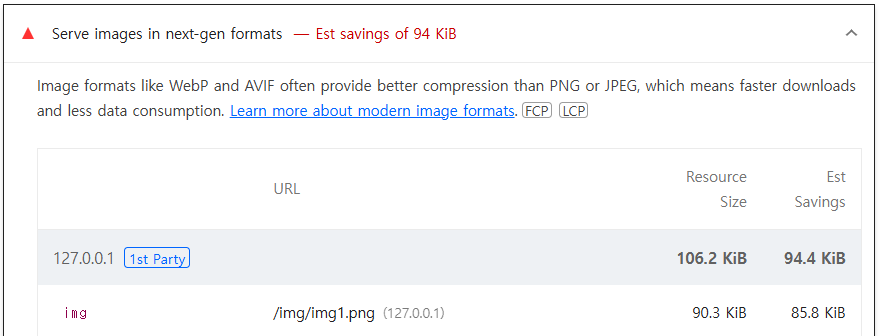 Serve images in next-gen formats — Est savings of 94 KiB
Image formats like WebP and AVIF often provide better compression than PNG or JPEG, which means faster downloads
and less data consumption. Learn more about modern image formats. FCP LCP
URL Resource Size Est Savings
127.0.0.1 1st Party 106.2 KiB 94.4 KiB
img /img/img1.png (127.0.0.1) 90.3 KiB 85.8 KiB